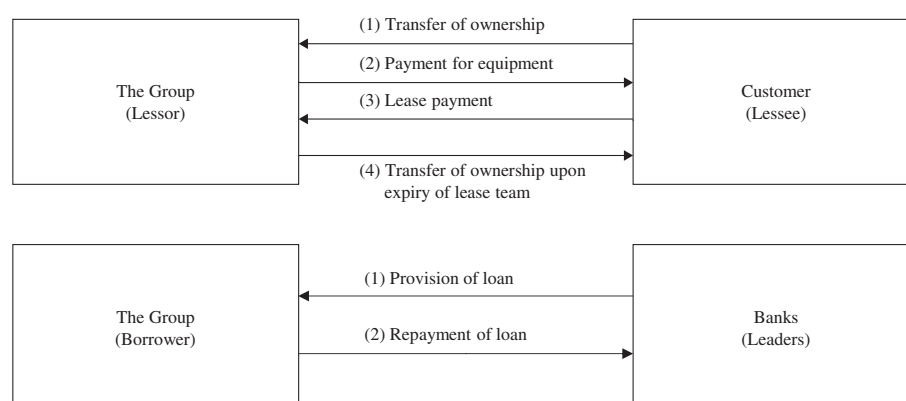 (1) Transfer of ownership
(2) Payment for equipment
The Group
(Lessor)
(3) Lease payment
Customer
(Lessee)
(4) Transfer of ownership upon
expiry of lease team
(1) Provision of loan
The Group
(Borrower)
(2) Repayment of loan
Banks
(Leaders)